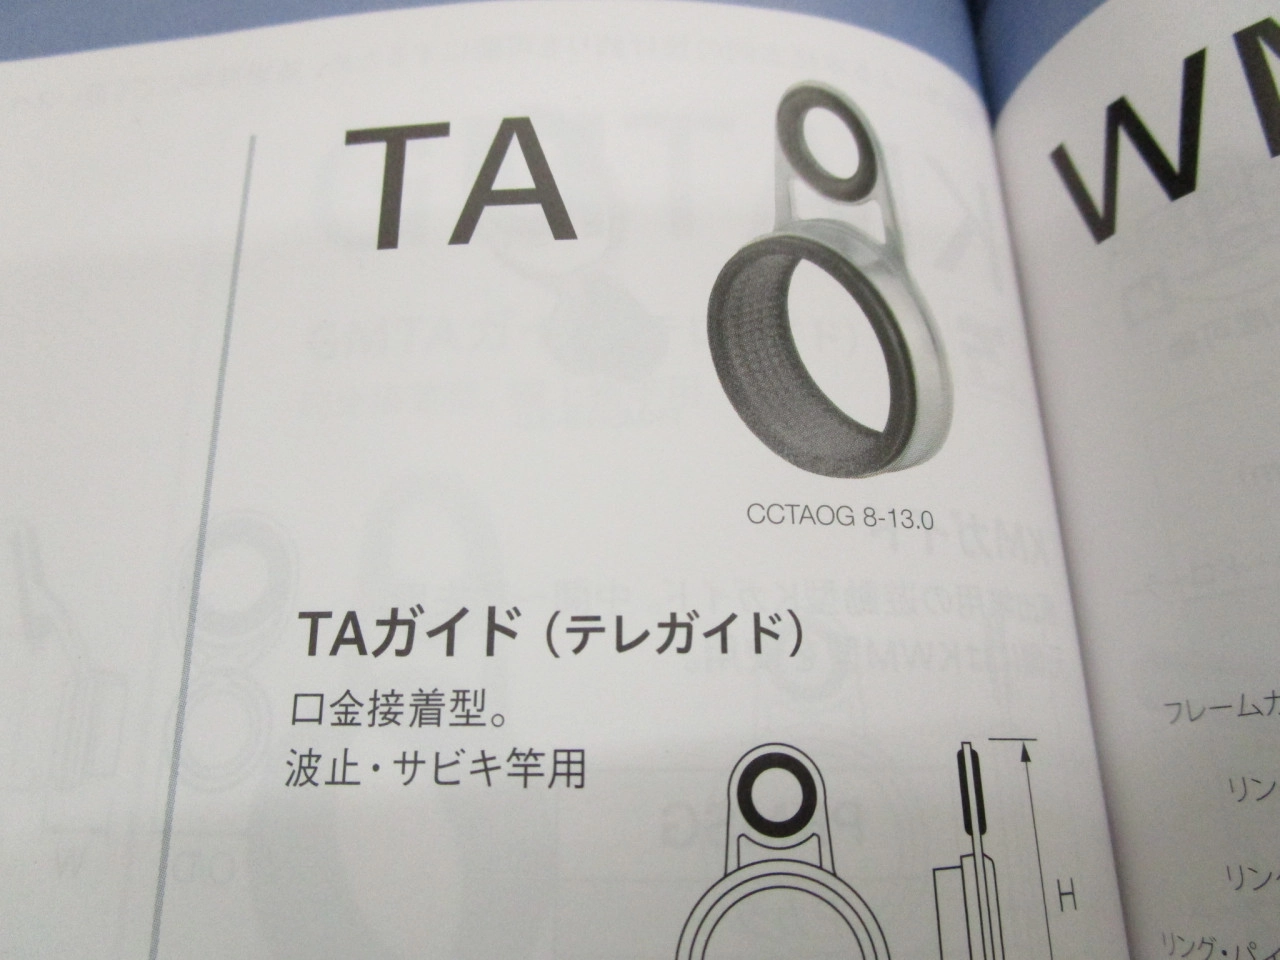 TA
CCTAOG 8-13.0
TAガイド（テレガイド）
口金接着型。
波止・サビキ竿用
H
WM
フレームカ
リン
リン
リング・パイ